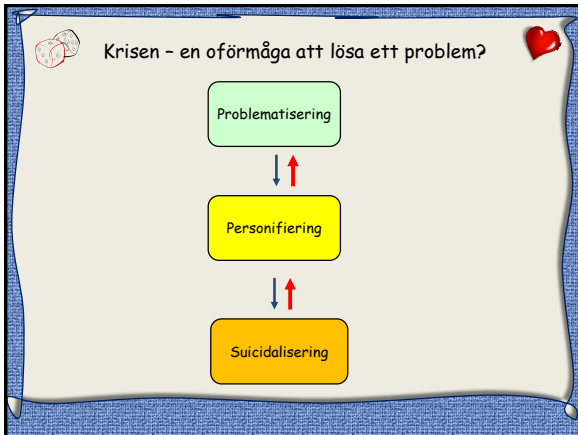 Krisen – en oförmåga att lösa ett problem?
Problematisering
Personifiering
Suicidalisering